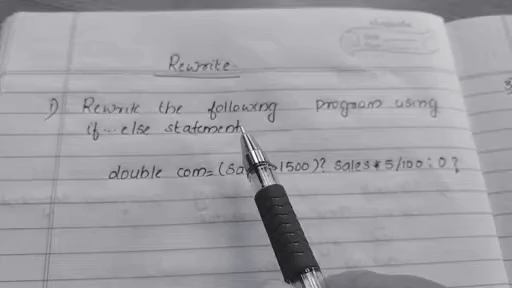 Rewrite.
1) Rewrite the following program using
if... else statement
double com= (Sa 1500)? sales * 5/100 : 0 ?